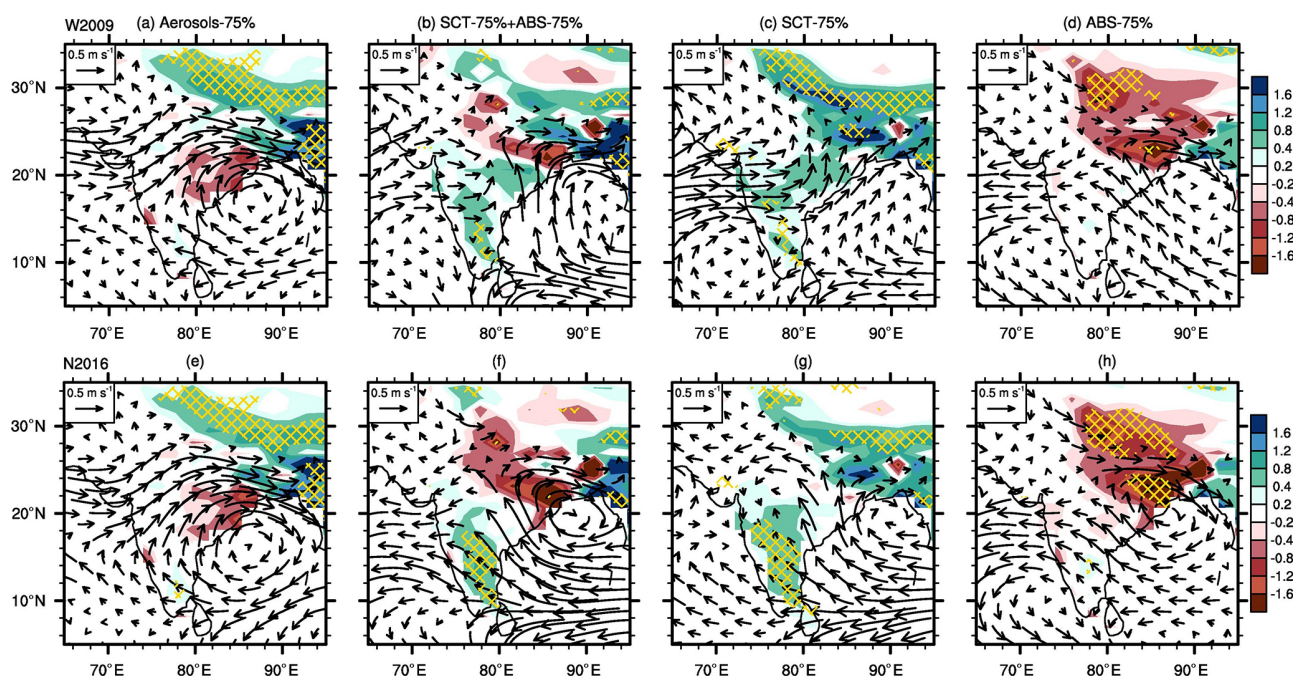 W2009 (a) Aerosols-75% (b) SCT-75%+ABS-75% (c) SCT-75% (d) ABS-75%
0.5 m s-1 0.5 m s-1 0.5 m s-1 0.5 m s-1
30°N
20°N
10°N
1.6
1.2
0.8
0.4
0.2
-0.2
-0.4
-0.8
-1.2
-1.6
70°E 80°E 90°E 70°E 80°E 90°E 70°E 80°E 90°E 70°E 80°E 90°E
N2016 (e) (f) (g) (h)
0.5 m s-1 0.5 m s-1 0.5 m s-1 0.5 m s-1
30°N
20°N
10°N
1.6
1.2
0.8
0.4
0.2
-0.2
-0.4
-0.8
-1.2
-1.6
70°E 80°E 90°E 70°E 80°E 90°E 70°E 80°E 90°E 70°E 80°E 90°E